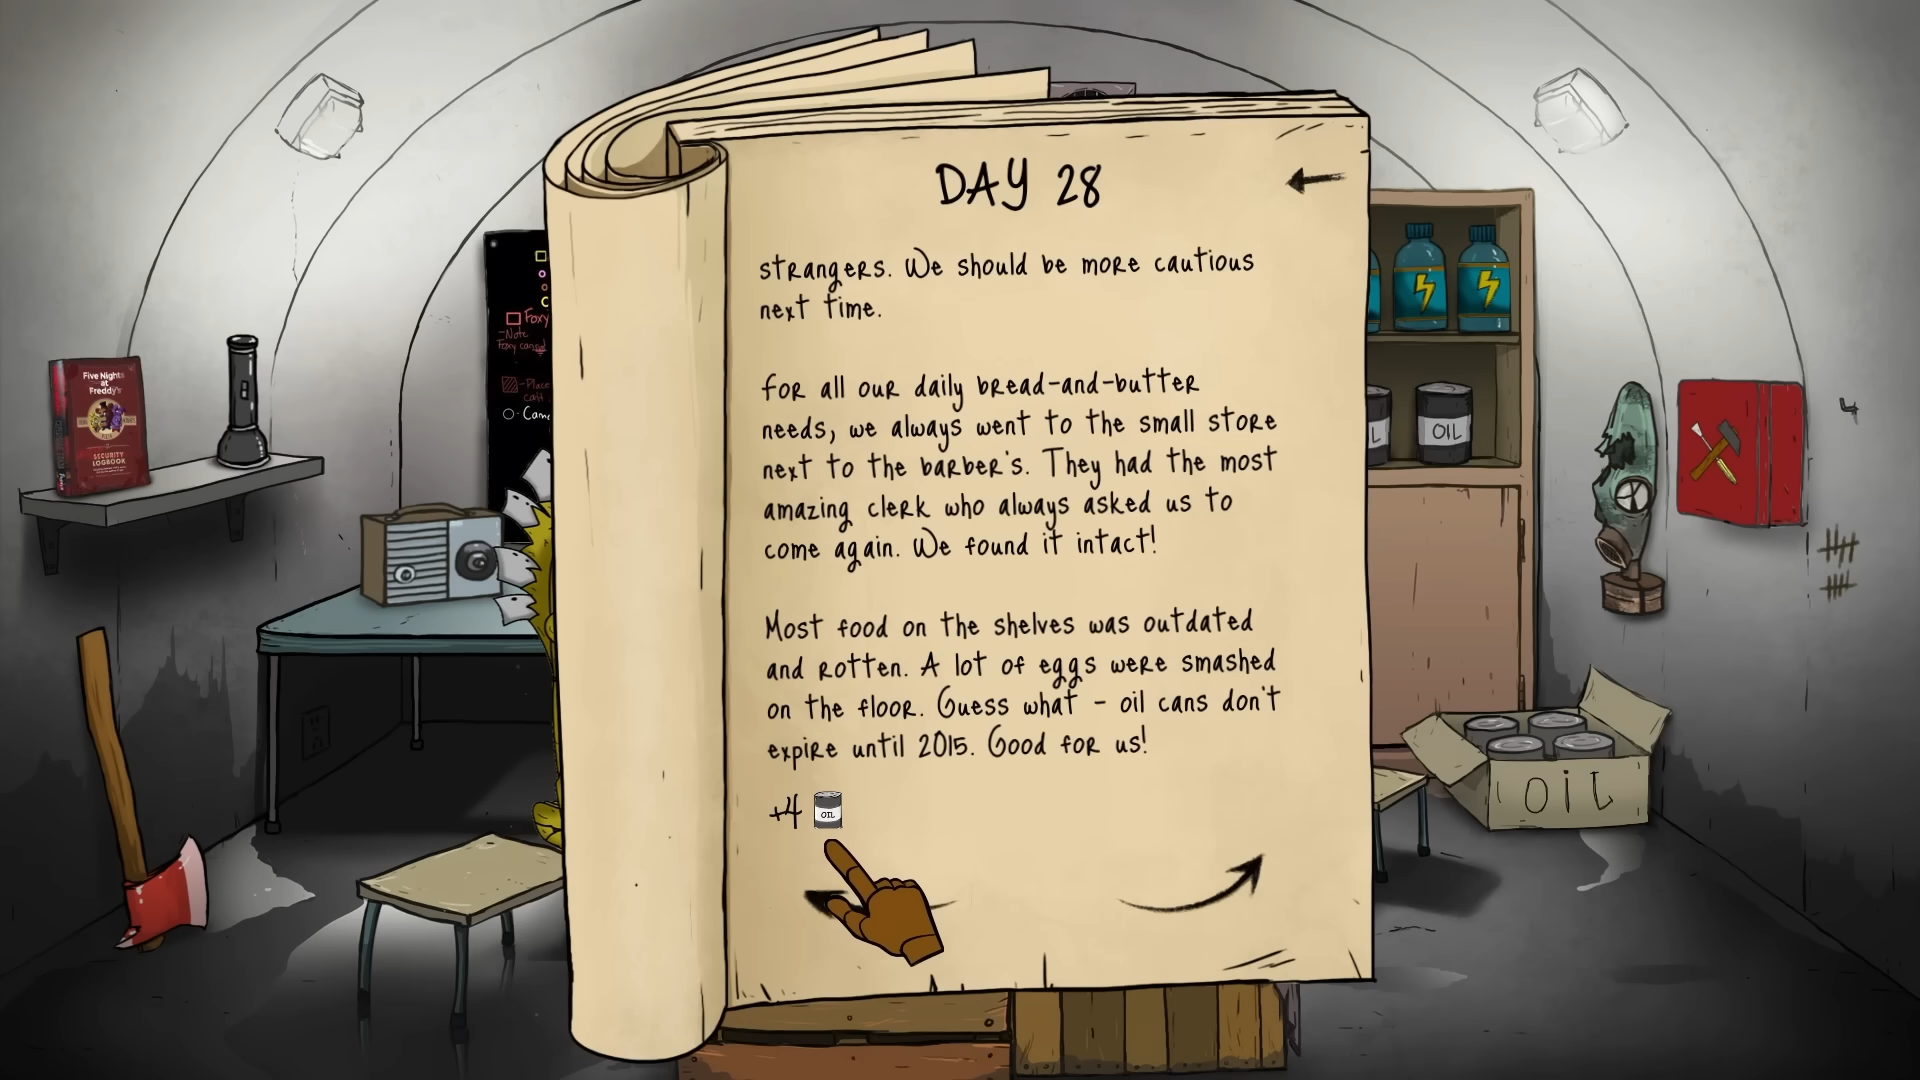 DAY 28
strangers. We should be more cautious
next time.
for all our daily bread-and-butter
needs, we always went to the small store
next to the barber's. They had the most
amazing clerk who always asked us to
come again. We found it intact!
Most food on the shelves was outdated
and rotten. A lot of eggs were smashed
on the floor. Guess what - oil cans don't
expire until 2015. Good for us!
+4
OIL
Five Nights
at
Freddy's
SECURITY
LOGBOOK
Foxy
-Note
Foxy
-Place
OIL
OIL